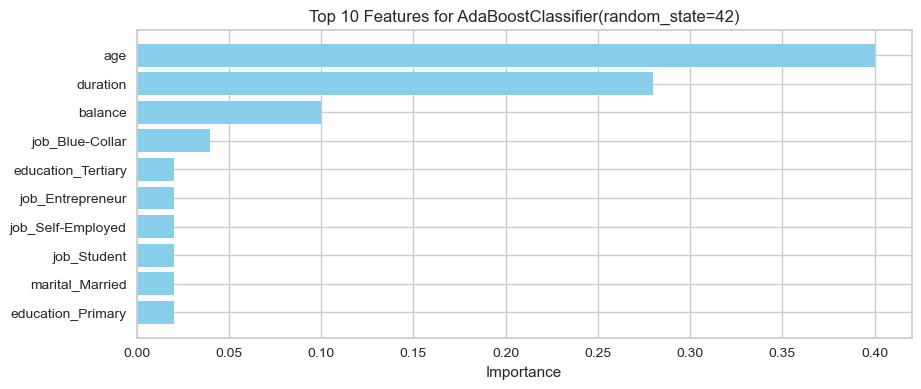 Top 10 Features for AdaBoostClassifier(random_state=42)
age
duration
balance
job_Blue-Collar
education_Tertiary
job_Entrepreneur
job_Self-Employed
job_Student
marital_Married
education_Primary
0.00 0.05 0.10 0.15 0.20 0.25 0.30 0.35 0.40
Importance